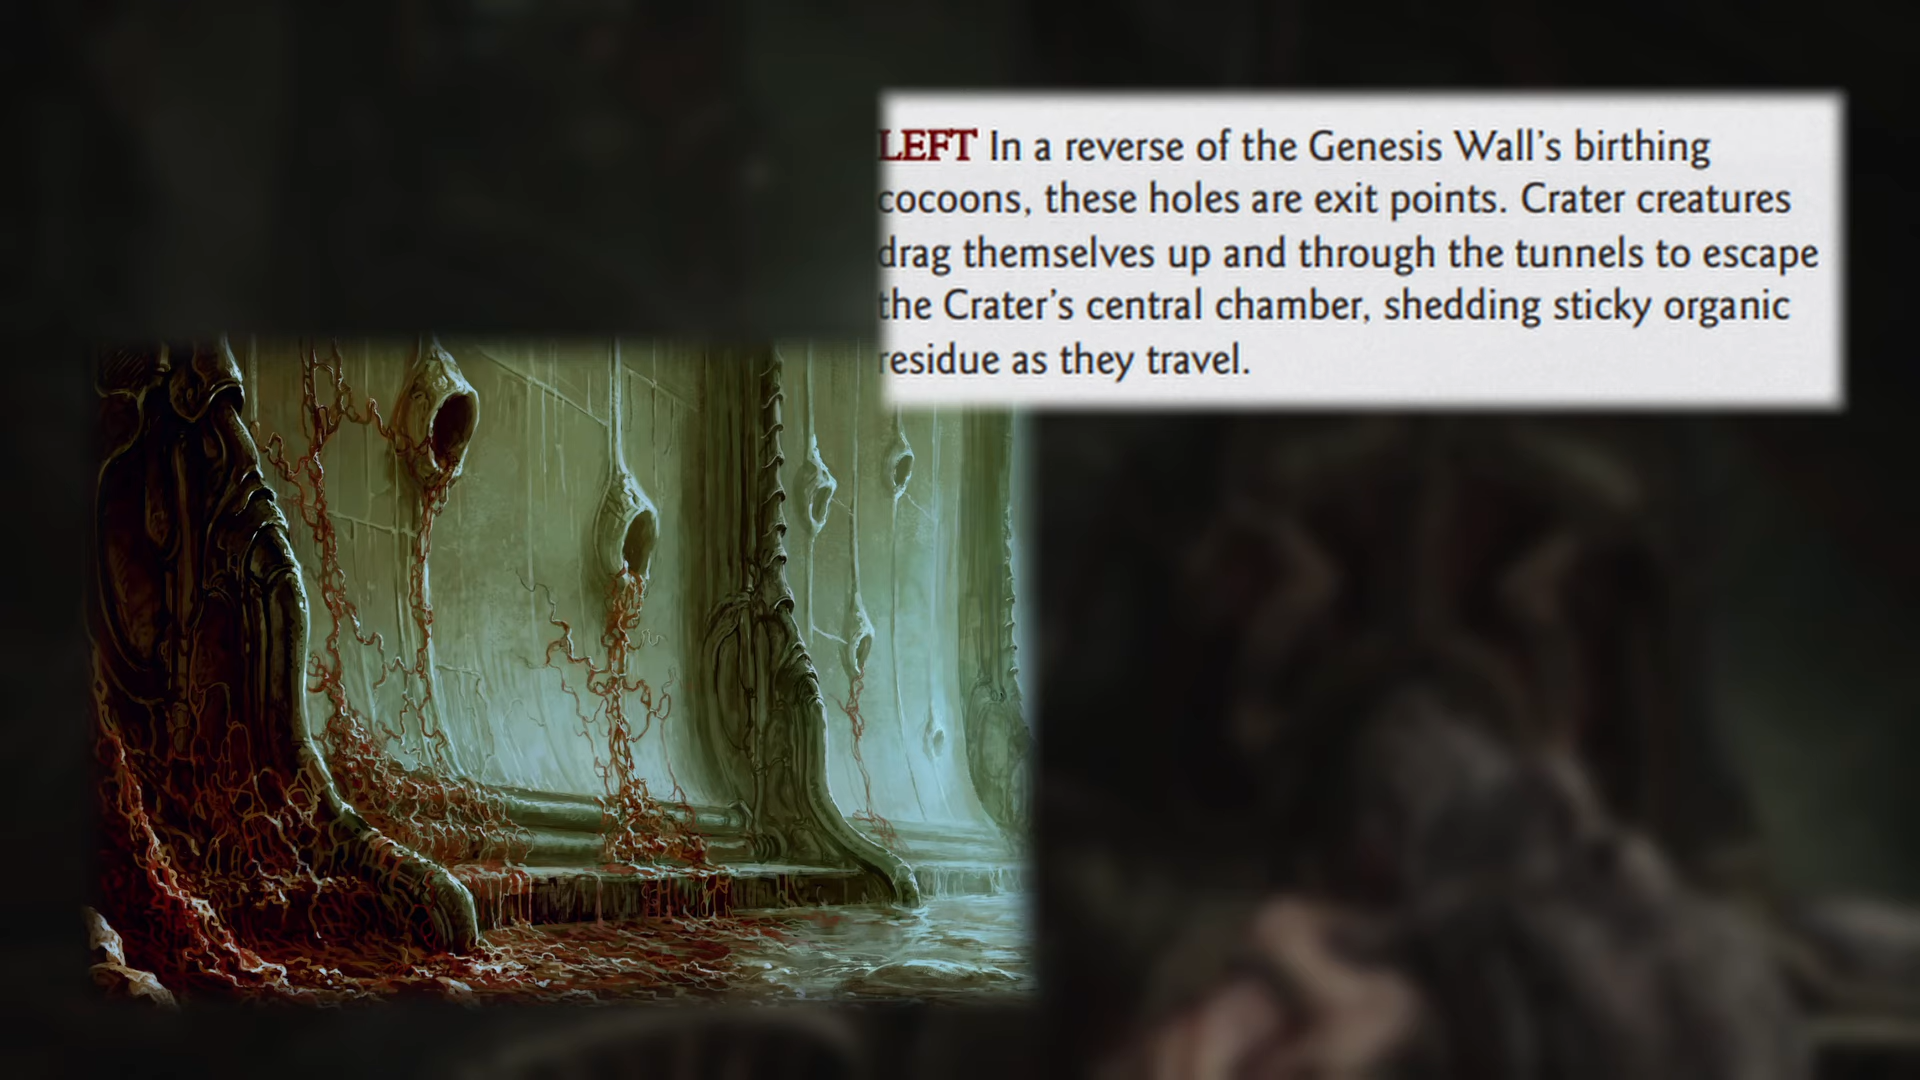 LEFT In a reverse of the Genesis Wall's birthing
cocoons, these holes are exit points. Crater creatures
drag themselves up and through the tunnels to escape
the Crater's central chamber, shedding sticky organic
residue as they travel.